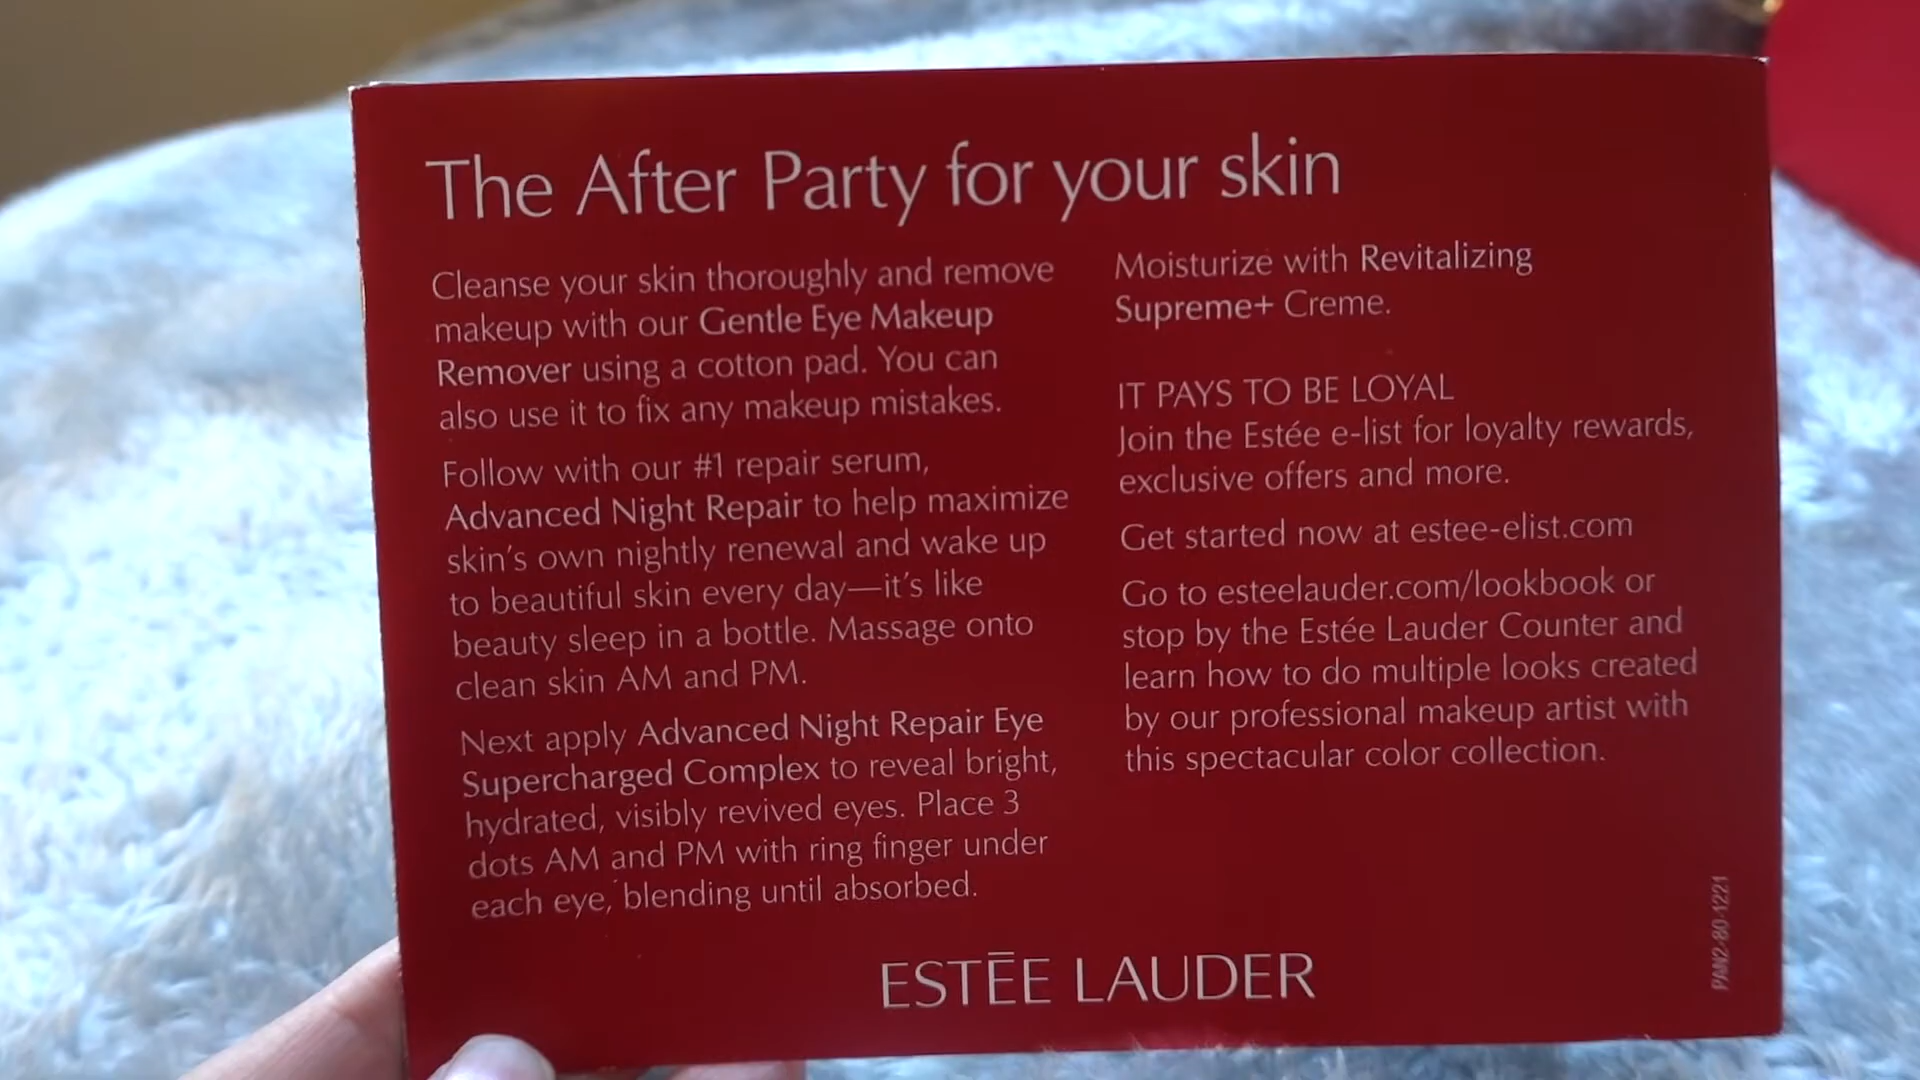 The After Party for your skin
Cleanse your skin thoroughly and remove
makeup with our Gentle Eye Makeup
Remover using a cotton pad. You can
also use it to fix any makeup mistakes.
Follow with our #1 repair serum,
Advanced Night Repair to help maximize
skin's own nightly renewal and wake up
to beautiful skin every day—it's like
beauty sleep in a bottle. Massage onto
clean skin AM and PM.
Next apply Advanced Night Repair Eye
Supercharged Complex to reveal bright,
hydrated, visibly revived eyes. Place 3
dots AM and PM with ring finger under
each eye, blending until absorbed.
Moisturize with Revitalizing
Supreme+ Creme.
IT PAYS TO BE LOYAL
Join the Estée e-list for loyalty rewards,
exclusive offers and more.
Get started now at estee-elist.com
Go to esteelauder.com/lookbook or
stop by the Estée Lauder Counter and
learn how to do multiple looks created
by our professional makeup artist with
this spectacular color collection.
ESTĒE LAUDER
PAN2-80-1221